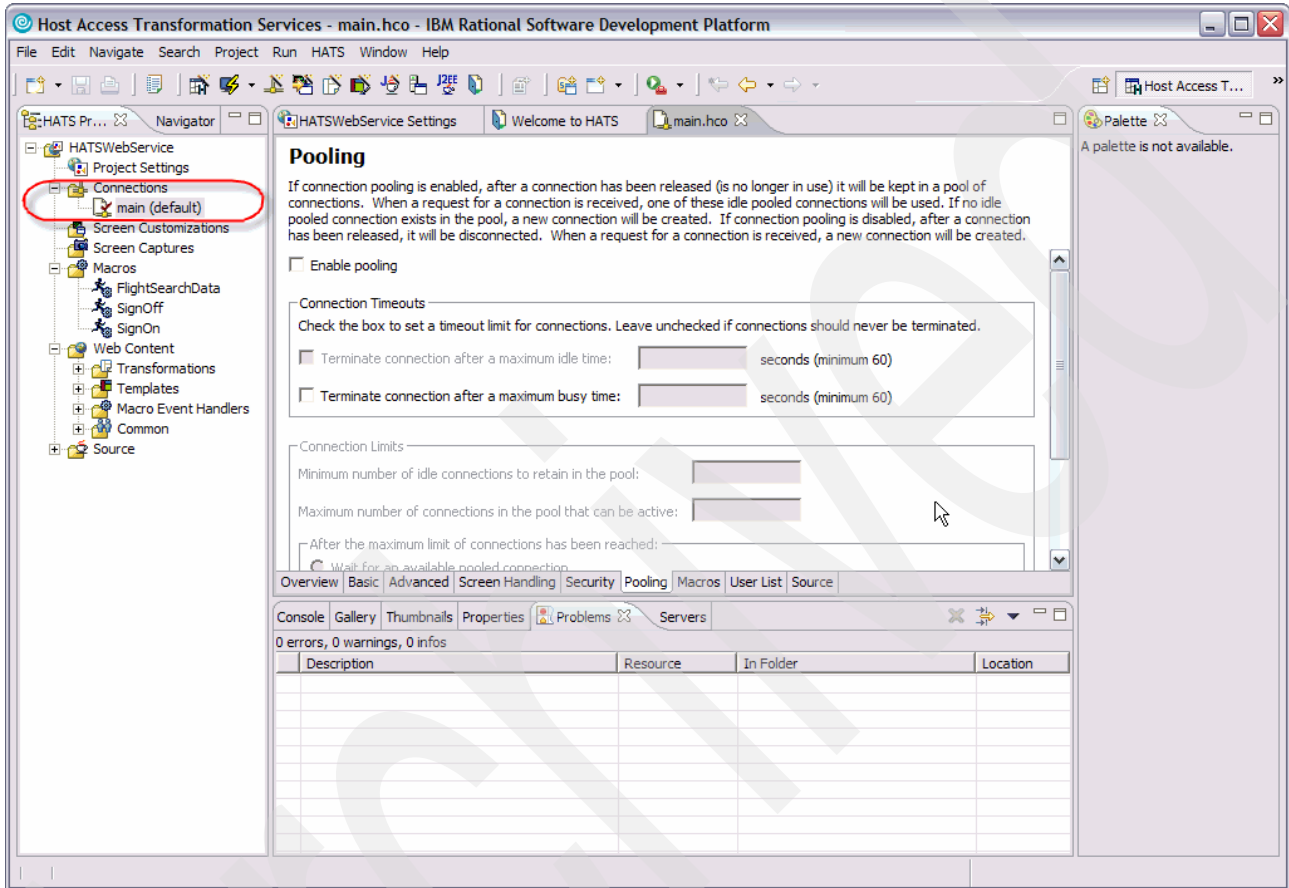 Host Access Transformation Services - main.hco - IBM Rational Software Development Platform
File Edit Navigate Search Project Run HATS Window Help
Host Access T... »
HATS Pr... Navigator
HATSWebService
Project Settings
Connections
main (default)
Screen Customizations
Screen Captures
Macros
FlightSearchData
SignOff
SignOn
Web Content
Transformations
Templates
Macro Event Handlers
Common
Source
HATSWebService Settings Welcome to HATS main.hco
Pooling
If connection pooling is enabled, after a connection has been released (is no longer in use) it will be kept in a pool of
connections. When a request for a connection is received, one of these idle pooled connections will be used. If no idle
pooled connection exists in the pool, a new connection will be created. If connection pooling is disabled, after a connection
has been released, it will be disconnected. When a request for a connection is received, a new connection will be created.
Enable pooling
Connection Timeouts
Check the box to set a timeout limit for connections. Leave unchecked if connections should never be terminated.
Terminate connection after a maximum idle time: seconds (minimum 60)
Terminate connection after a maximum busy time: seconds (minimum 60)
Connection Limits
Minimum number of idle connections to retain in the pool:
Maximum number of connections in the pool that can be active:
After the maximum limit of connections has been reached:
Wait for an available pooled connection
Overview Basic Advanced Screen Handling Security Pooling Macros User List Source
Palette
A palette is not available.
Console Gallery Thumbnails Properties Problems Servers
0 errors, 0 warnings, 0 infos
Description Resource In Folder Location